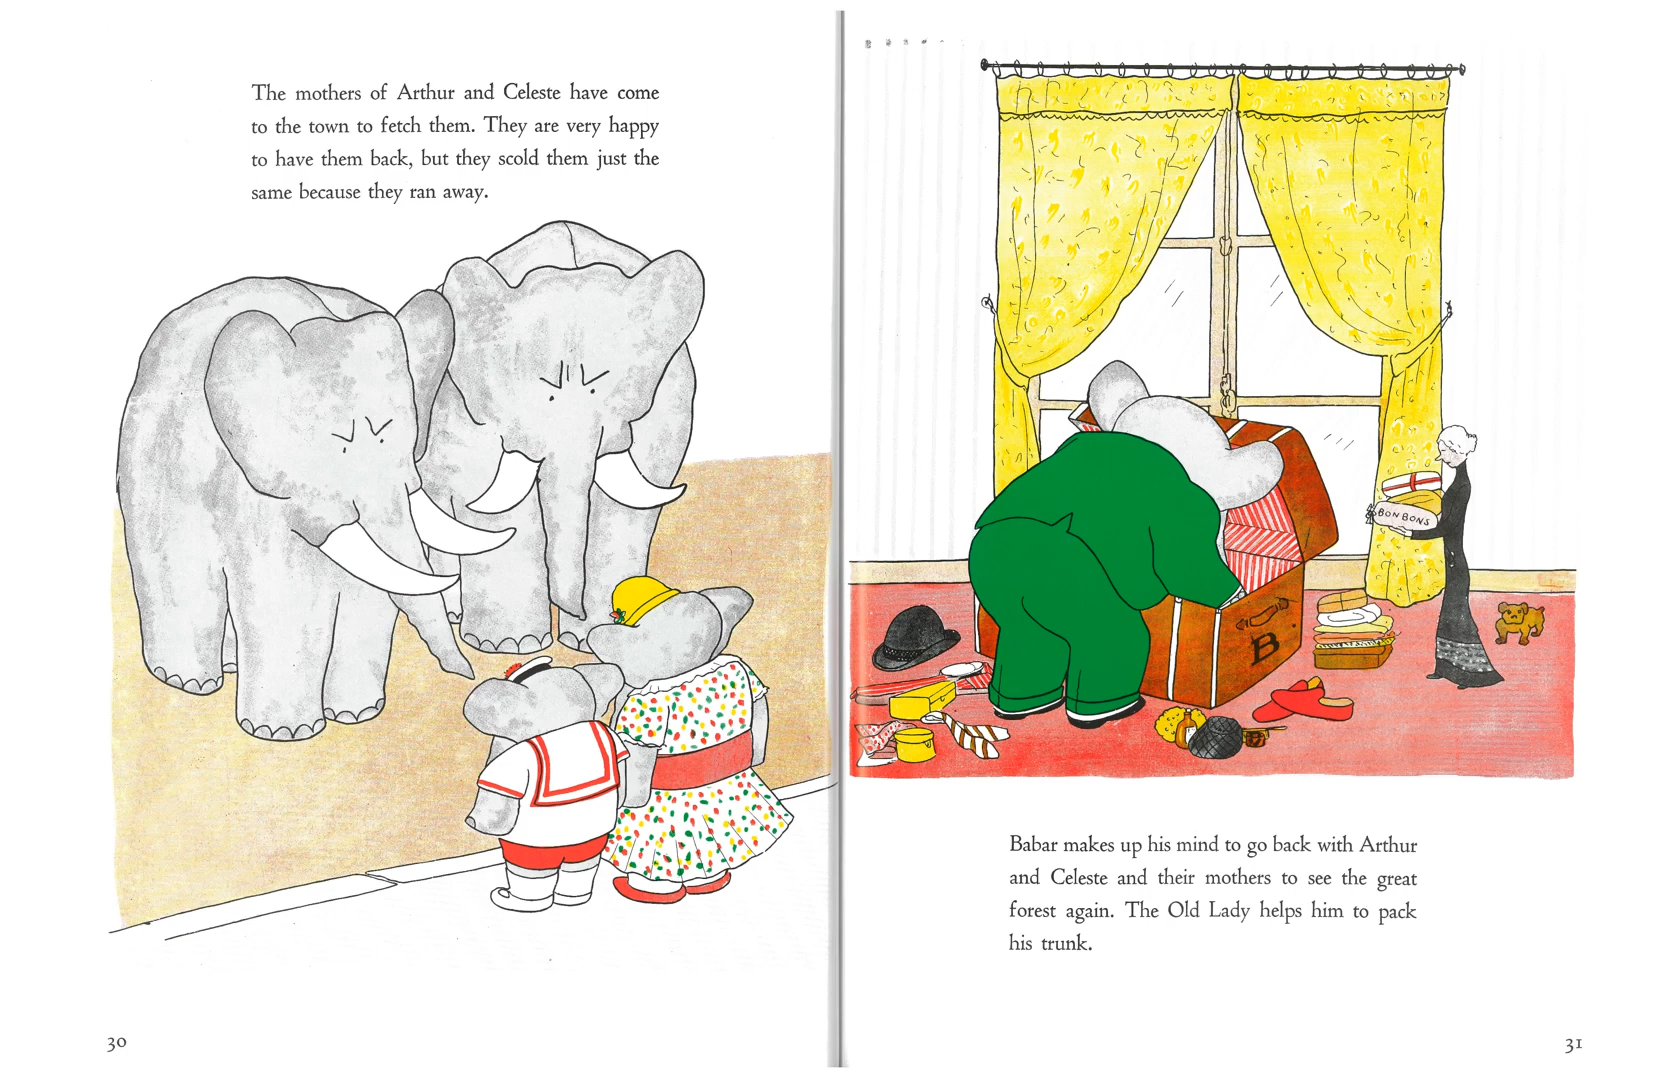 The mothers of Arthur and Celeste have come
to the town to fetch them. They are very happy
to have them back, but they scold them just the
same because they ran away.
30
BONBONS
B.
Babar makes up his mind to go back with Arthur
and Celeste and their mothers to see the great
forest again. The Old Lady helps him to pack
his trunk.
31